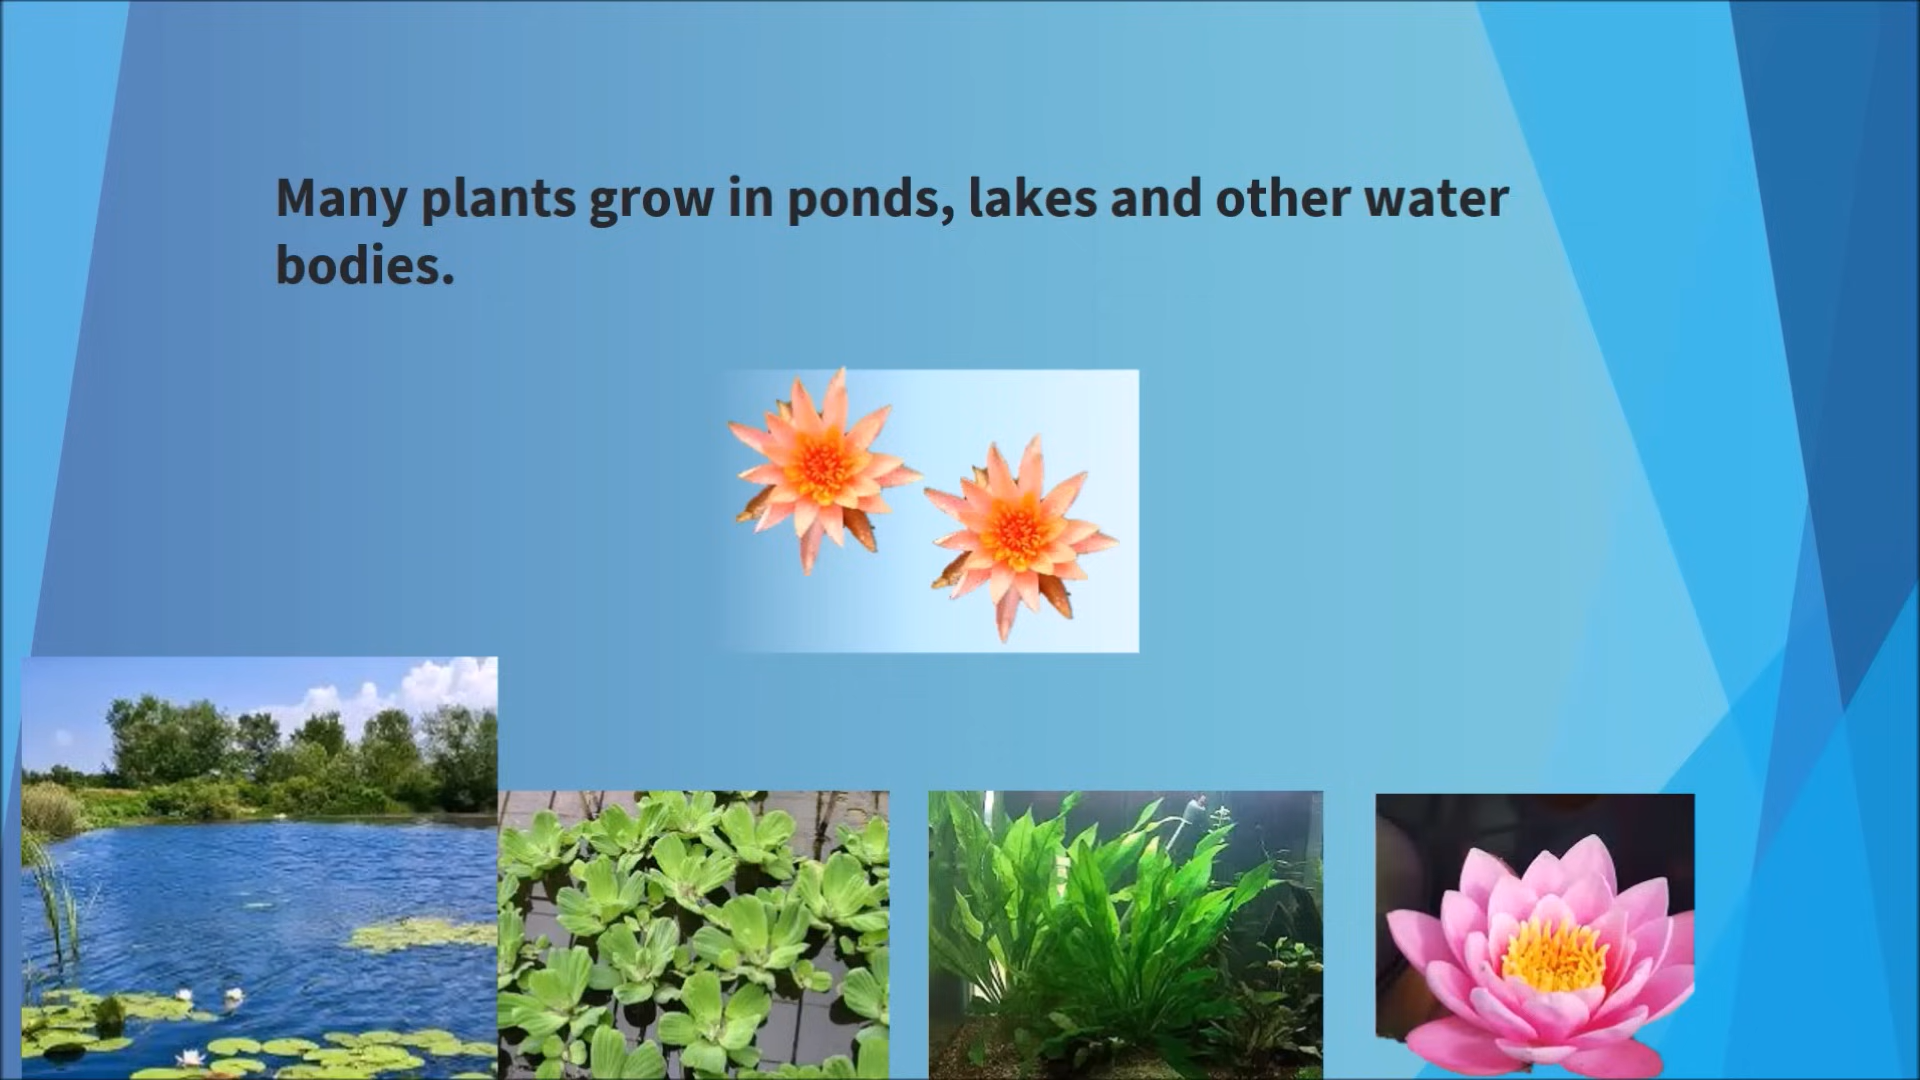 Many plants grow in ponds, lakes and other water
bodies.